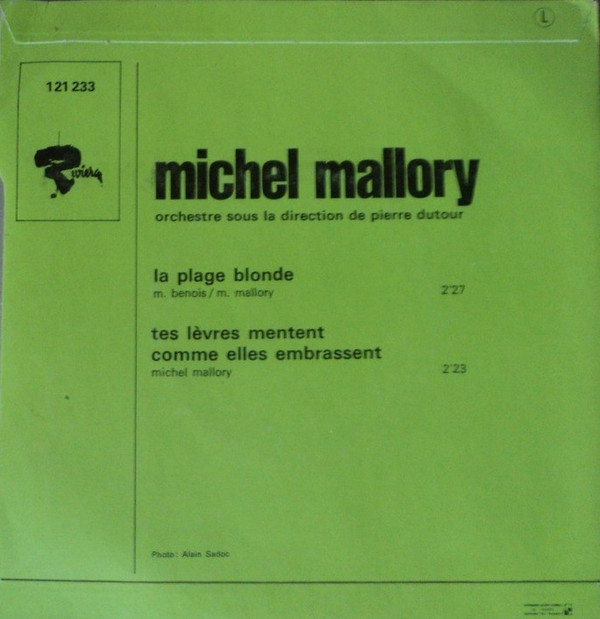 L
121 233
Riviera
michel mallory
orchestre sous la direction de pierre dutour
la plage blonde
m. benois / m. mallory 2'27
tes lèvres mentent
comme elles embrassent
michel mallory 2'23
Photo : Alain Sadoc